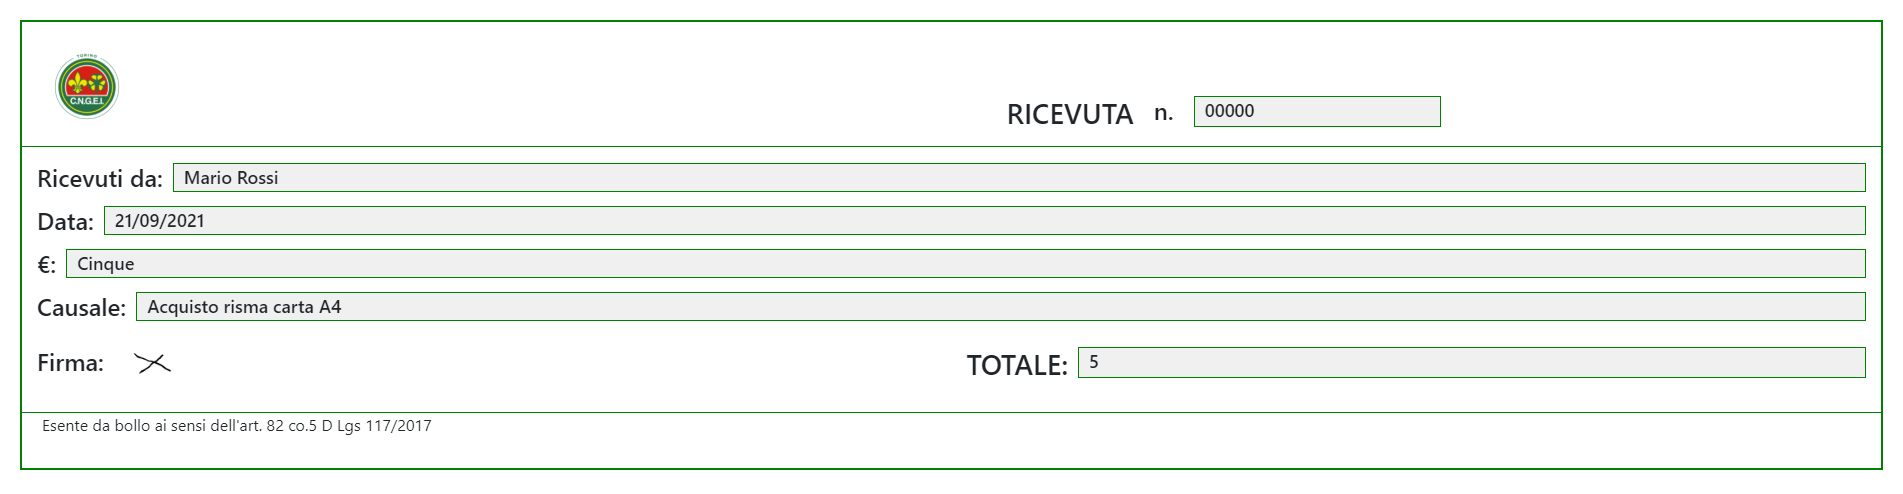 TORINO
C.N.G.E.I.
RICEVUTA n. 00000
Ricevuti da: Mario Rossi
Data: 21/09/2021
€: Cinque
Causale: Acquisto risma carta A4
Firma:
TOTALE: 5
Esente da bollo ai sensi dell'art. 82 co.5 D Lgs 117/2017